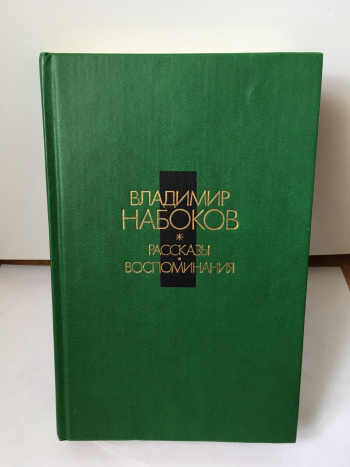 ВЛАДИМИР
НАБОКОВ
*
РАССКАЗЫ
•
ВОСПОМИНАНИЯ